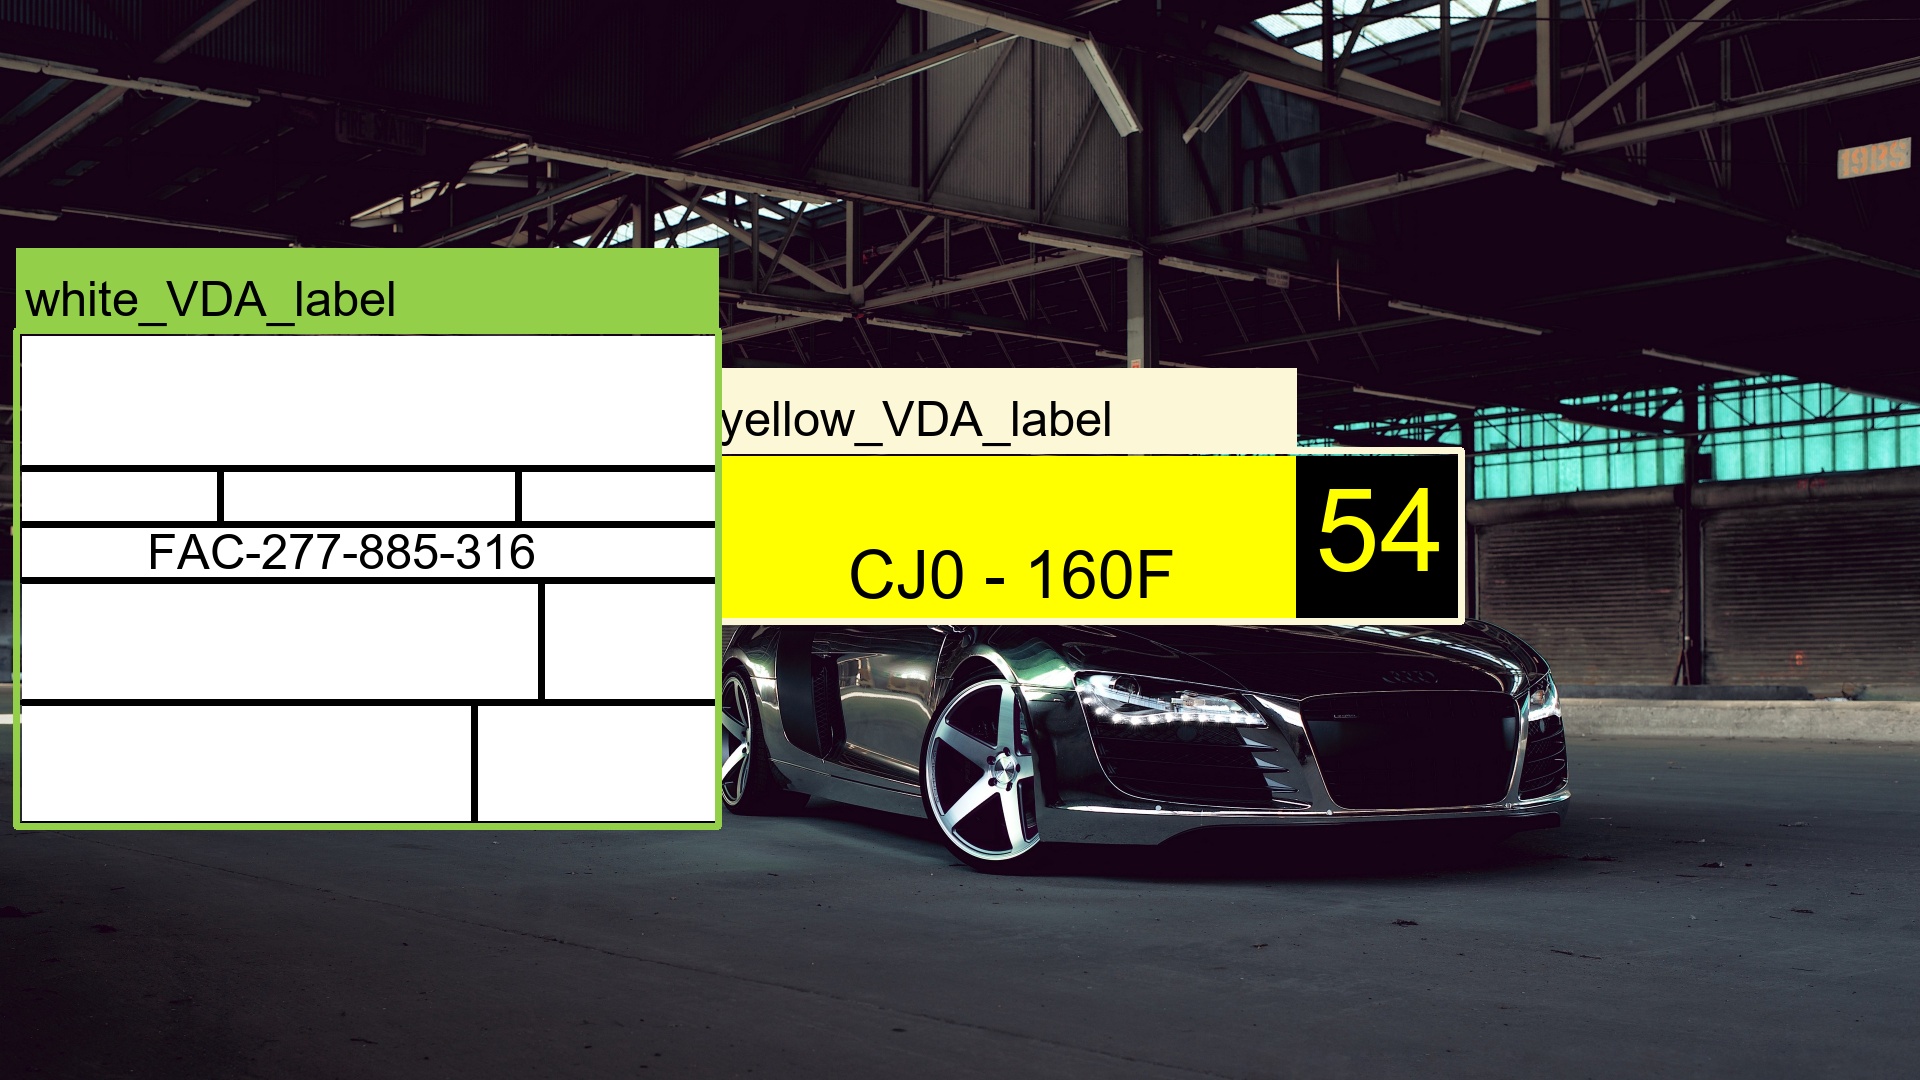 white_VDA_label
FAC-277-885-316
yellow_VDA_label
CJ0 - 160F
54